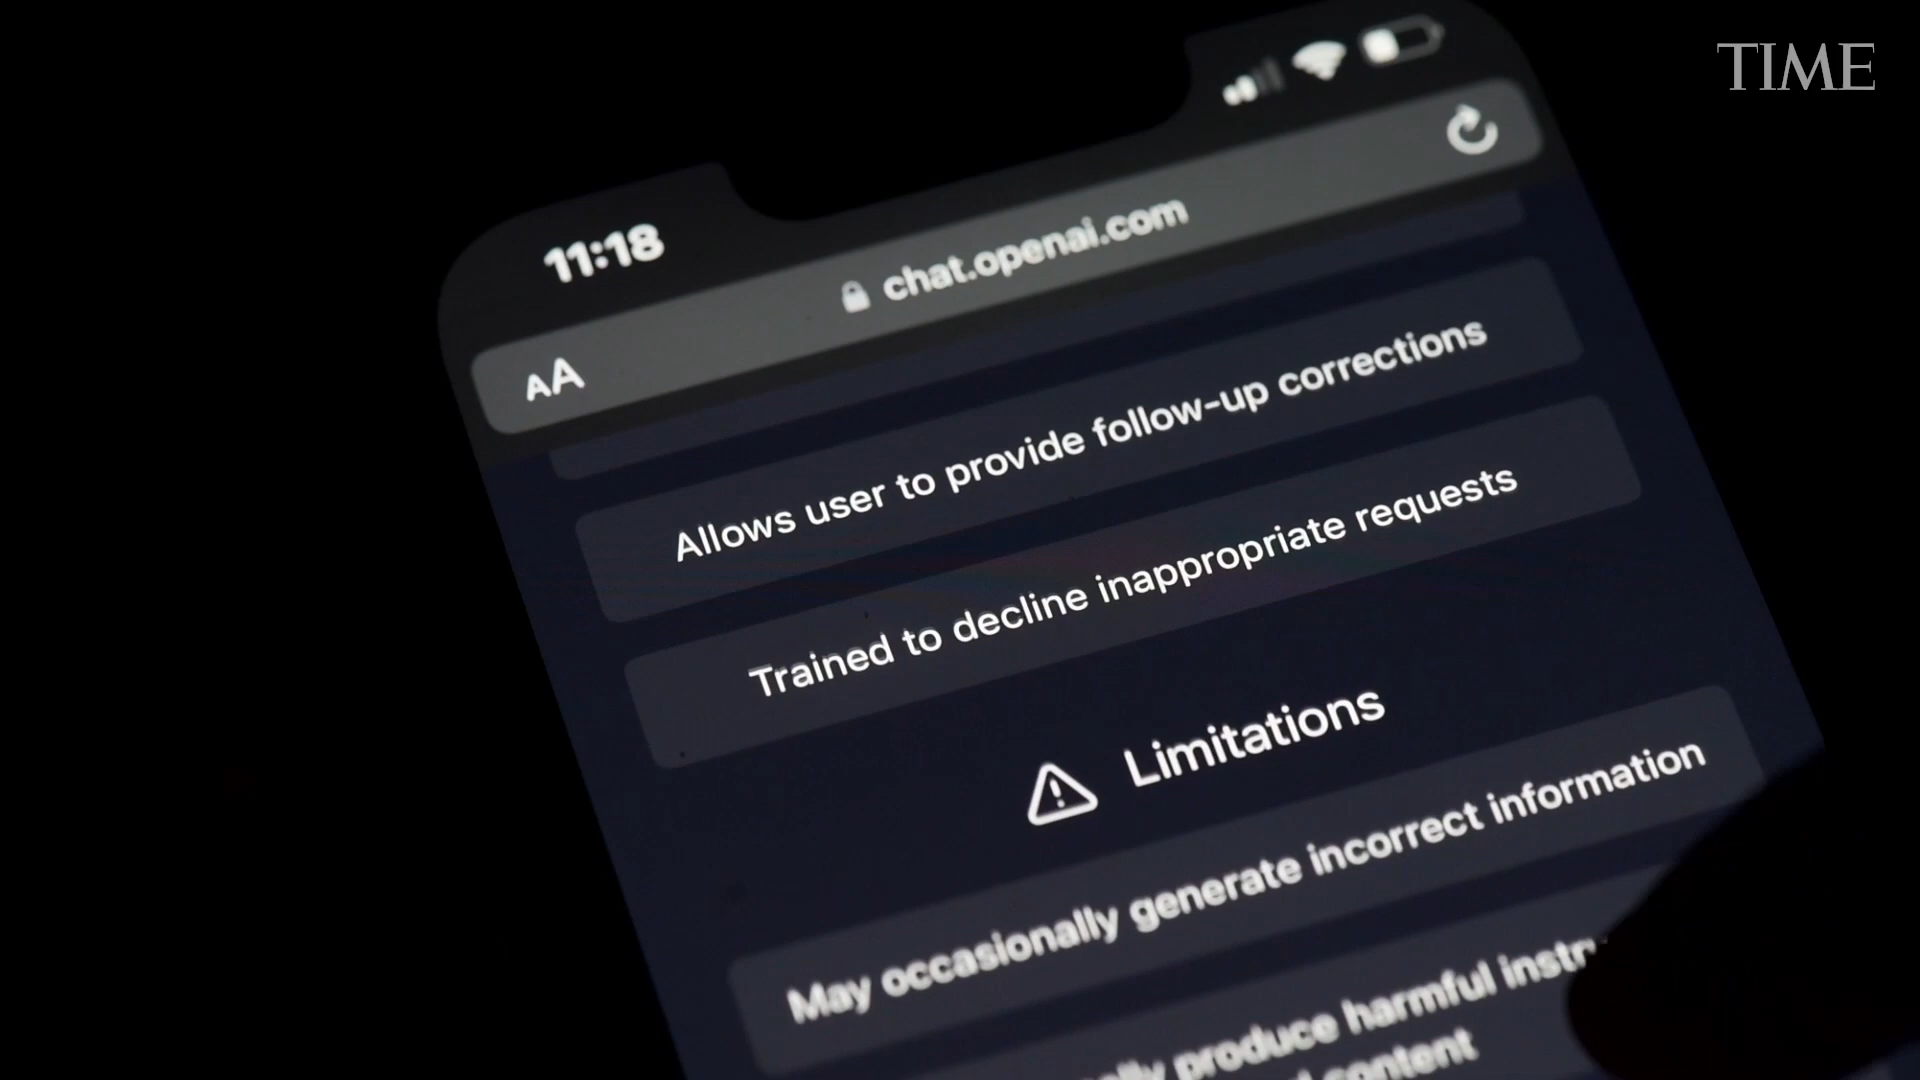 TIME
11:18
chat.openai.com
AA
Allows user to provide follow-up corrections
Trained to decline inappropriate requests
Limitations
May occasionally generate incorrect information
produce harmful
content